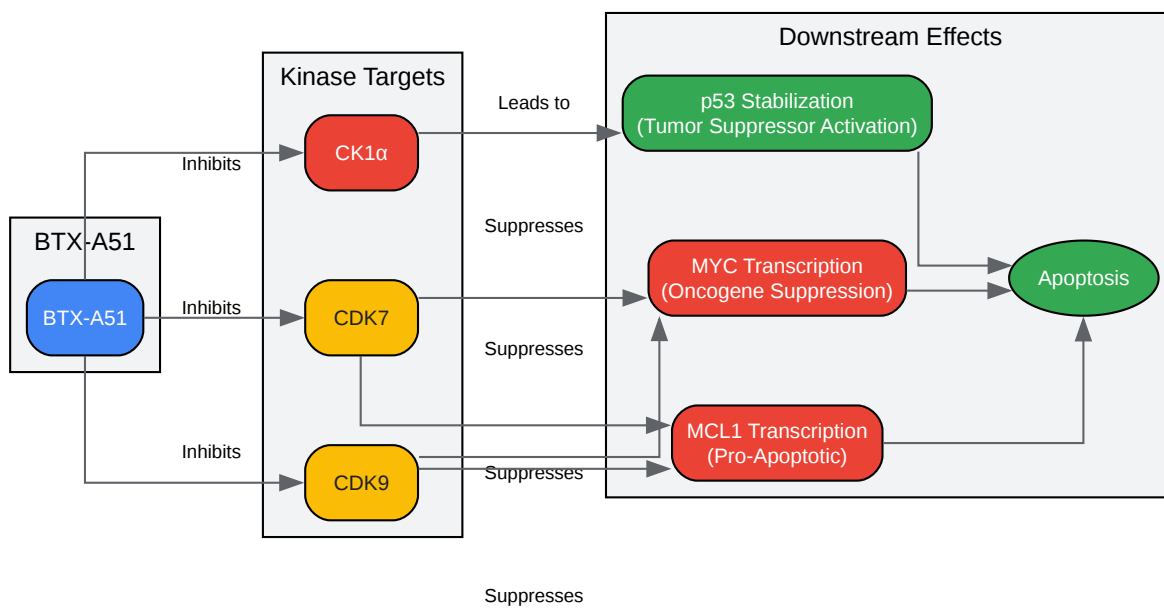 Downstream Effects
Kinase Targets
Leads to
p53 Stabilization
(Tumor Suppressor Activation)
CK1α
Inhibits
Suppresses
BTX-A51
MYC Transcription
(Oncogene Suppression)
Apoptosis
BTX-A51
Inhibits
CDK7
Suppresses
MCL1 Transcription
(Pro-Apoptotic)
Inhibits
CDK9
Suppresses
Suppresses